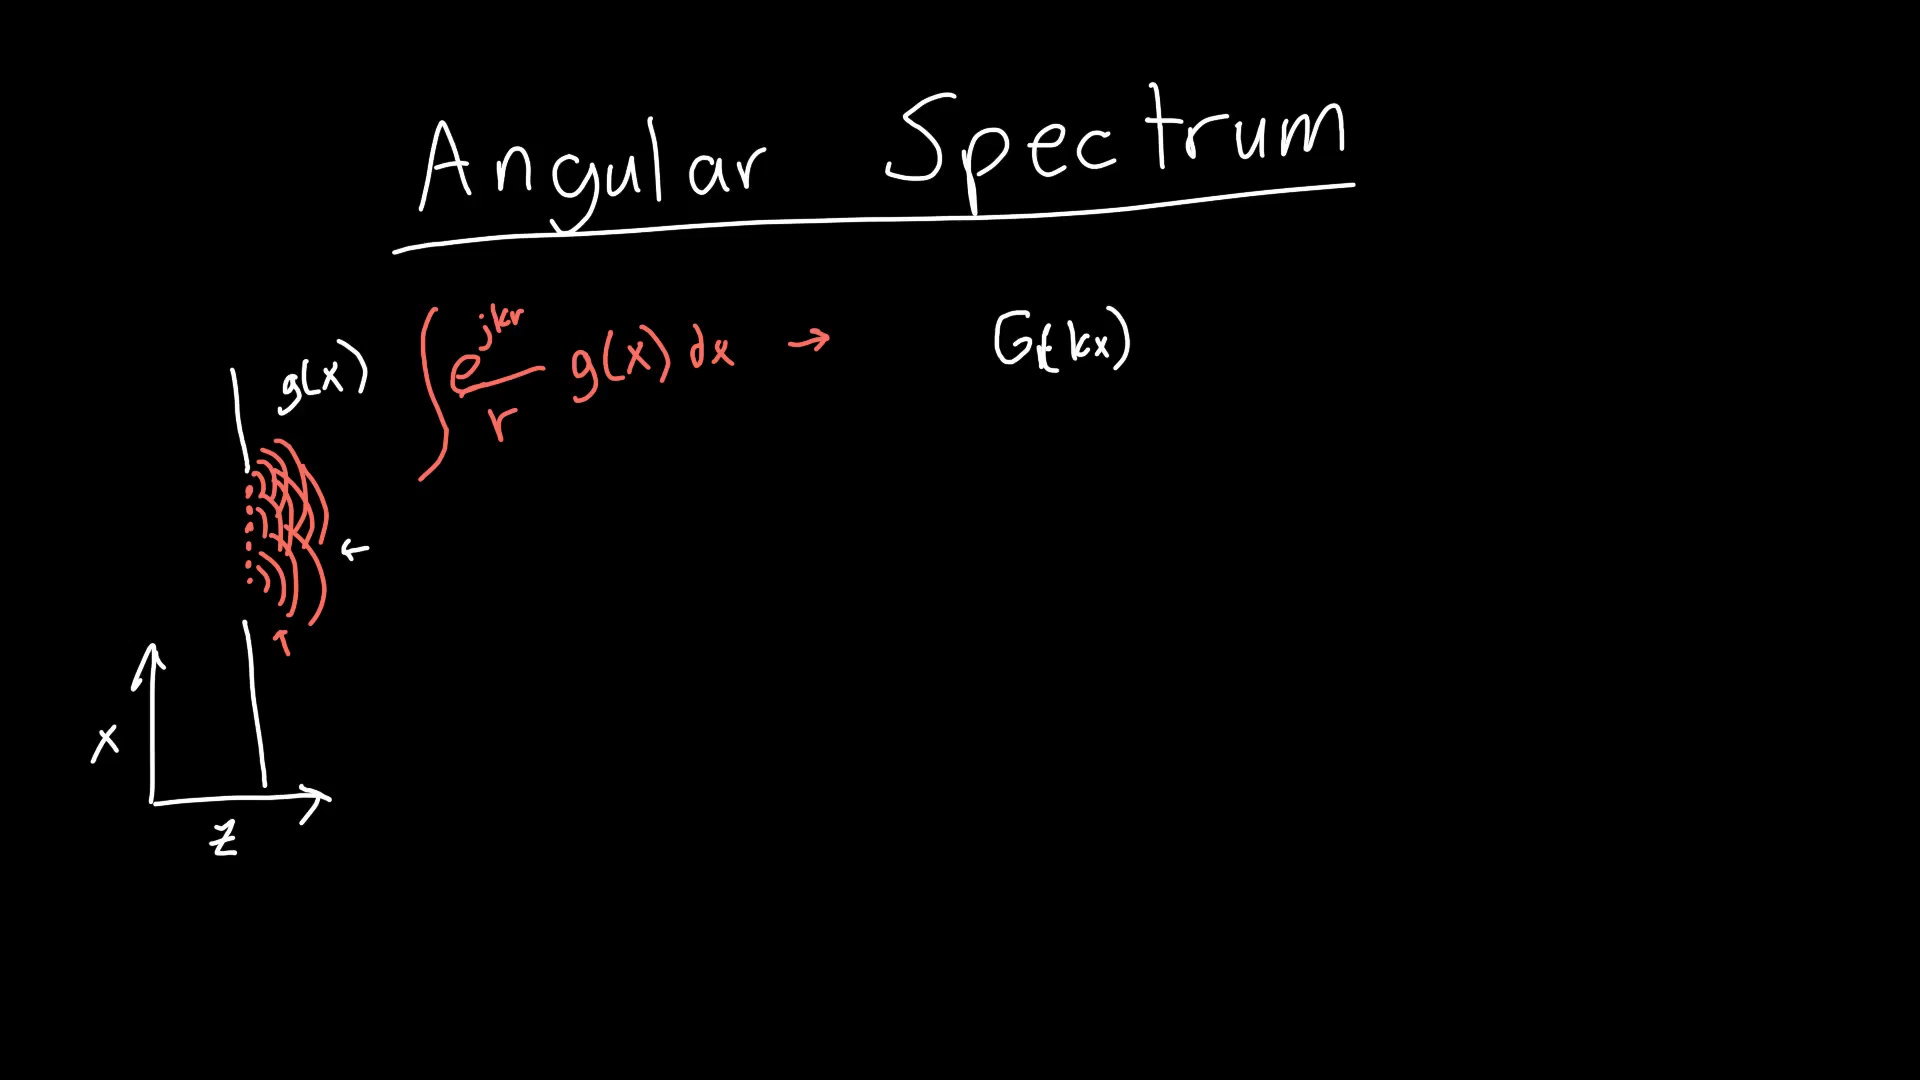 Angular Spectrum
g(x) ∫ e^jkr / r g(x) dx → G(kx)
x
z